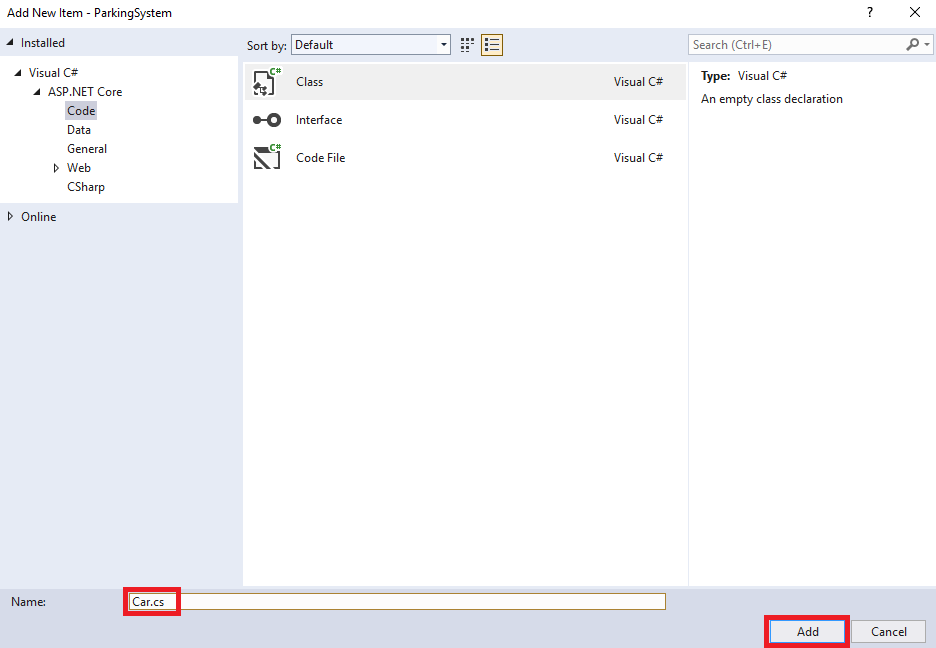 Add New Item - ParkingSystem
?
Installed
Sort by: Default
Search (Ctrl+E)
Visual C#
ASP.NET Core
Code
Data
General
Web
CSharp
Online
C# Class Visual C#
Interface Visual C#
C# Code File Visual C#
Type: Visual C#
An empty class declaration
Name: Car.cs
Add Cancel